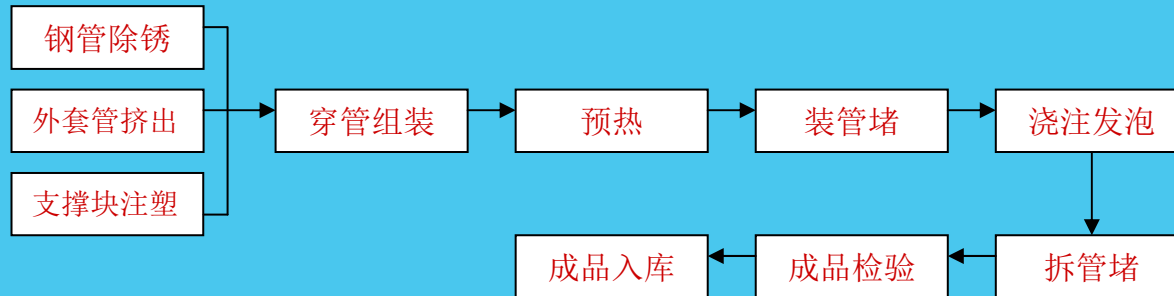 钢管除锈
外套管挤出
支撑块注塑
穿管组装
预热
装管堵
浇注发泡
拆管堵
成品检验
成品入库